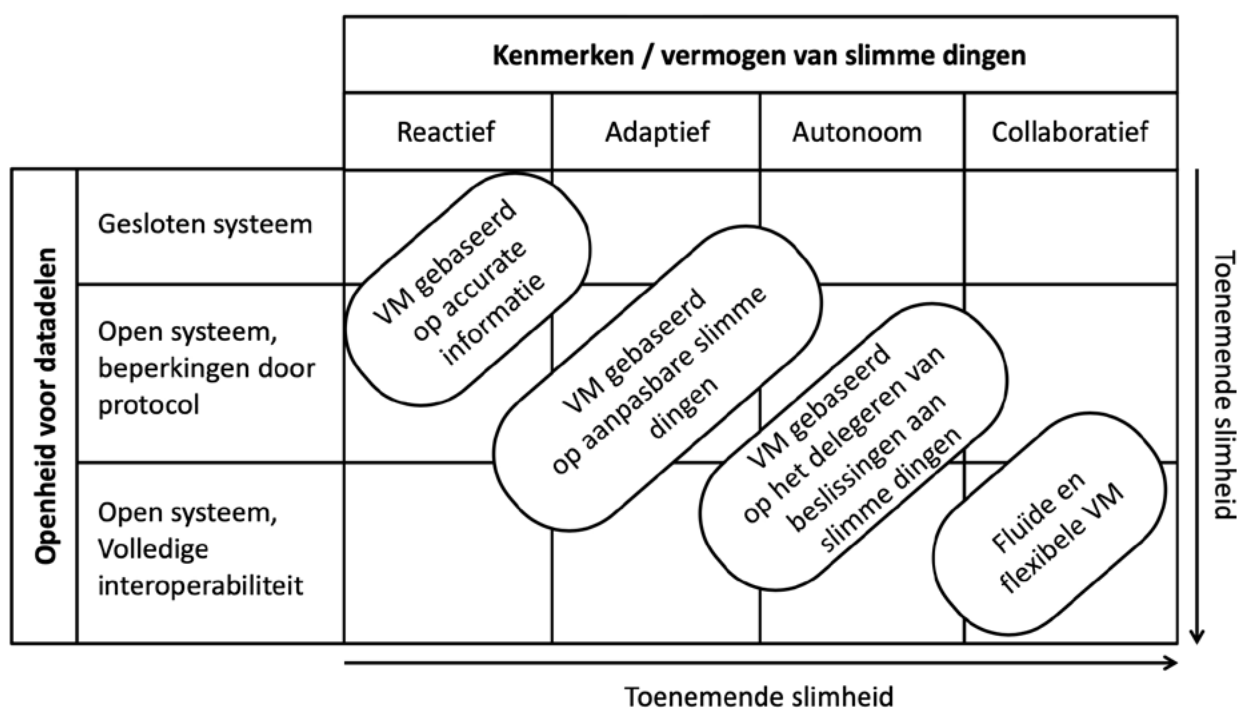 Kenmerken / vermogen van slimme dingen
Reactief
Adaptief
Autonoom
Collaboratief
Openheid voor datadelen
Gesloten systeem
Open systeem,
beperkingen door
protocol
Open systeem,
Volledige
interoperabiliteit
VM gebaseerd
op accurate
informatie
VM gebaseerd
op aanpasbare slimme
dingen
VM gebaseerd
op het delegeren van
beslissingen aan
slimme dingen
Fluïde en
flexibele VM
Toenemende slimheid
Toenemende slimheid